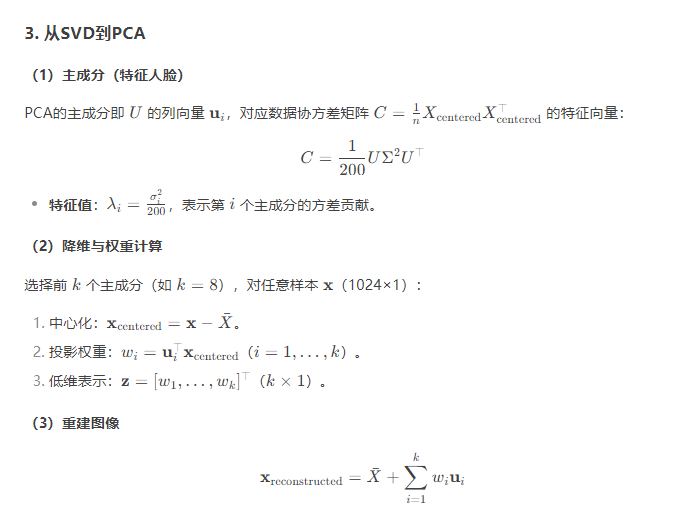 3. 从SVD到PCA
（1）主成分（特征人脸）
PCA的主成分即 $U$ 的列向量 $\mathbf{u}_i$，对应数据协方差矩阵 $C = \frac{1}{n} X_{\text{centered}} X_{\text{centered}}^\top$ 的特征向量：
$C = \frac{1}{200} U \Sigma^2 U^\top$
• 特征值：$\lambda_i = \frac{\sigma_i^2}{200}$，表示第 $i$ 个主成分的方差贡献。
（2）降维与权重计算
选择前 $k$ 个主成分（如 $k = 8$），对任意样本 $\mathbf{x}$（1024×1）：
1. 中心化：$\mathbf{x}_{\text{centered}} = \mathbf{x} - \bar{X}$。
2. 投影权重：$w_i = \mathbf{u}_i^\top \mathbf{x}_{\text{centered}}$（$i = 1, \ldots, k$）。
3. 低维表示：$\mathbf{z} = [w_1, \ldots, w_k]^\top$（$k \times 1$）。
（3）重建图像
$\mathbf{x}_{\text{reconstructed}} = \bar{X} + \sum_{i=1}^{k} w_i \mathbf{u}_i$